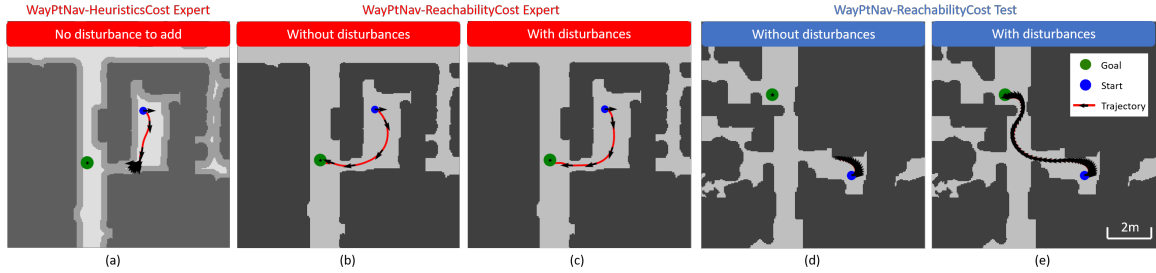 WayPtNav-HeuristicsCost Expert
WayPtNav-ReachabilityCost Expert
WayPtNav-ReachabilityCost Test
No disturbance to add
Without disturbances
With disturbances
Without disturbances
With disturbances
Goal
Start
Trajectory
2m
(a)
(b)
(c)
(d)
(e)